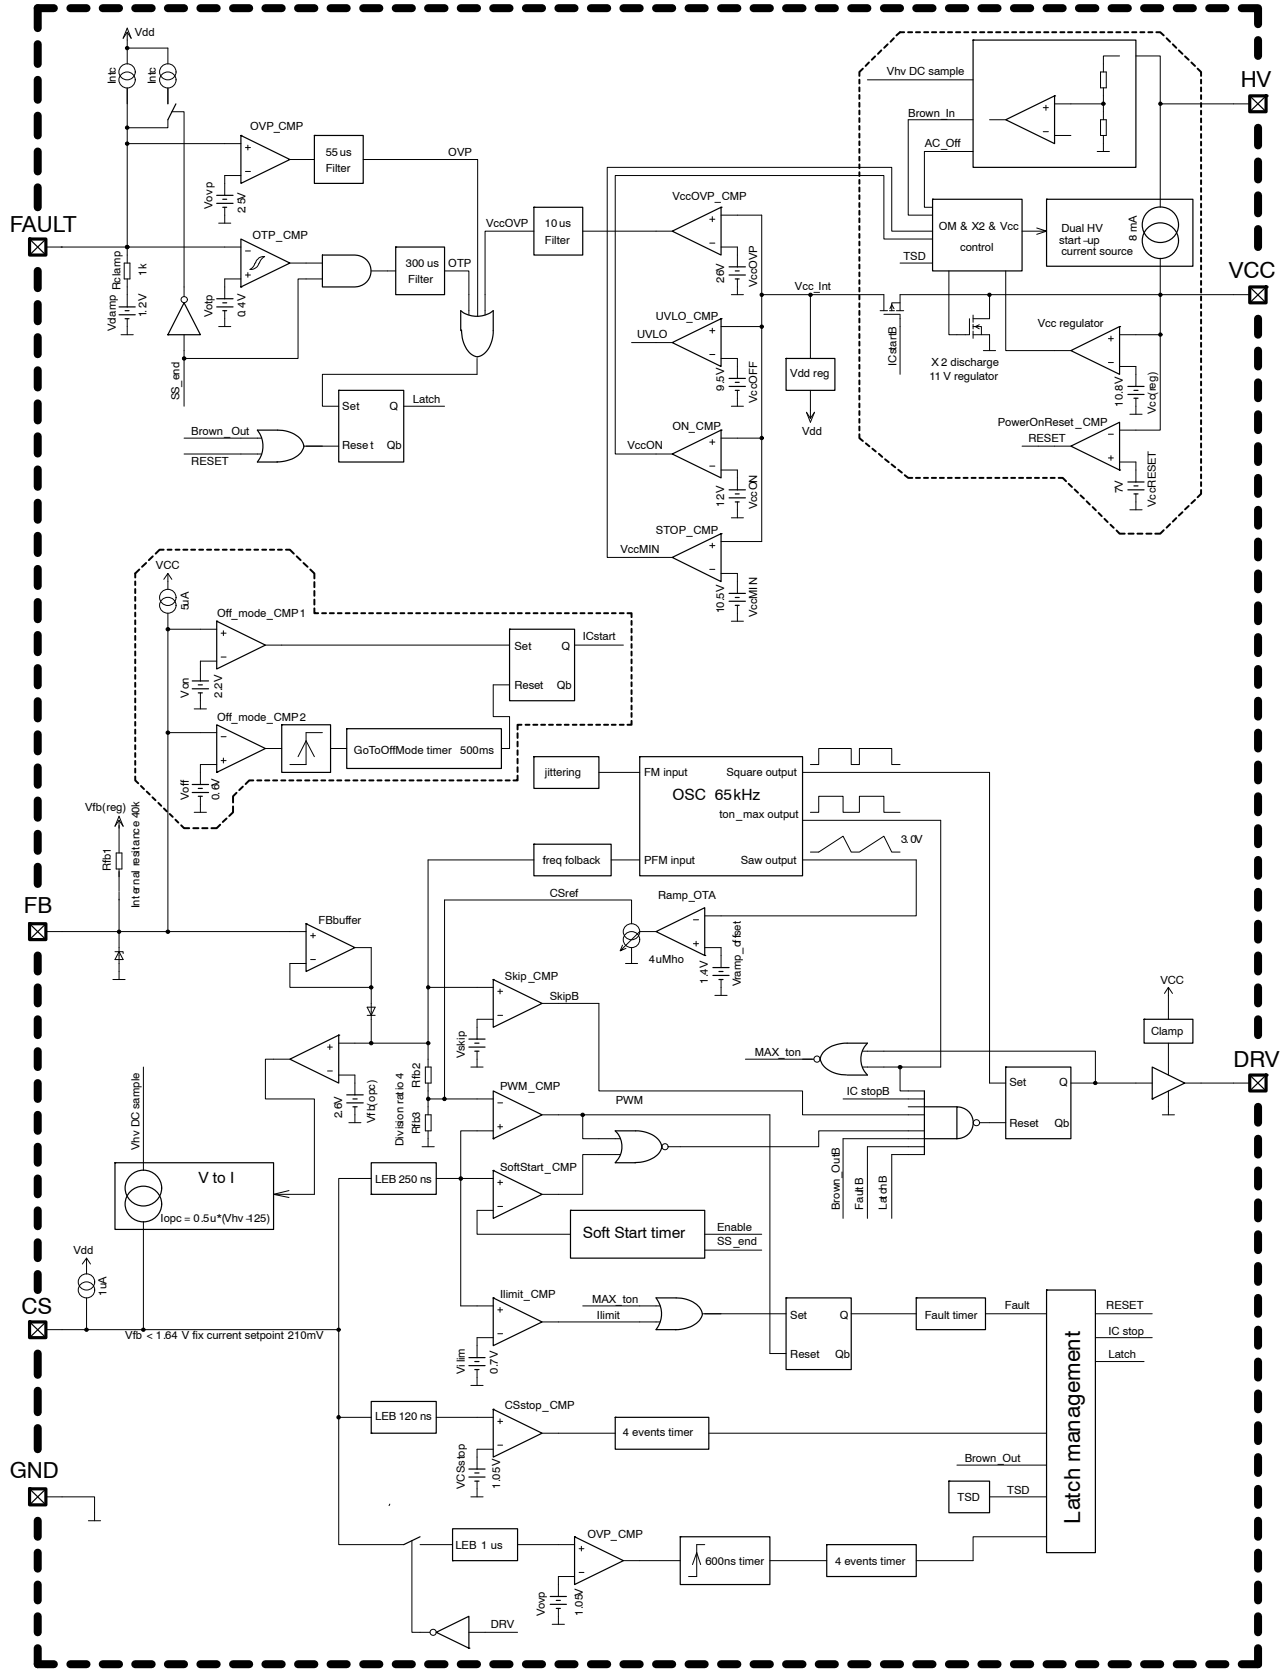 Vdd
Intc
Intc
OVP_CMP
55 us
Filter
OVP
Vovp
2.5V
FAULT
OTP_CMP
300 us
Filter
OTP
Rclamp
1k
Vclamp
1.2V
Votp
0.4V
SS_end
Set
Q
Latch
Reset
Qb
Brown_Out
RESET
VccOVP
10 us
Filter
VccOVP_CMP
26V
VccOVP
Vcc_Int
UVLO_CMP
UVLO
9.5V
VccOFF
Vdd reg
Vdd
ON_CMP
VccON
12V
VccON
STOP_CMP
VccMIN
10.5V
VccMIN
Vhv DC sample
Brown_In
AC_Off
HV
OM & X2 & Vcc
control
TSD
Dual HV
start-up
current source
8 mA
VCC
ICstartB
X2 discharge
11 V regulator
Vcc regulator
10.8V
Vcc(reg)
PowerOnReset_CMP
RESET
7V
VccRESET
VCC
5uA
Off_mode_CMP1
Von
2.2V
Set
Q
ICstart
Reset
Qb
Off_mode_CMP2
GoToOffMode timer 500ms
Voff
0.6V
Vfb(reg)
Rfb1
Internal resitance 40k
FB
jittering
FM input
Square output
OSC 65kHz
ton_max output
3.0V
freq folback
PFM input
Saw output
CSref
Ramp_OTA
4uMho
1.4V
Vramp_offset
FBbuffer
Skip_CMP
SkipB
Vskip
2.6V
Vfb(opc)
Rfb2
Division ratio 4
Rfb3
PWM_CMP
PWM
MAX_ton
IC stopB
Set
Q
Reset
Qb
VCC
Clamp
DRV
Brown_OutB
FaultB
LatchB
Vhv DC sample
V to I
Iopc = 0.5u*(Vhv-125)
LEB 250 ns
SoftStart_CMP
Soft Start timer
Enable
SS_end
Vdd
1uA
CS
Vfb < 1.64 V fix current setpoint 210mV
Ilimit_CMP
MAX_ton
Ilimit
Vilim
0.7V
Set
Q
Reset
Qb
Fault timer
Fault
RESET
IC stop
Latch
Latch management
LEB 120 ns
CSstop_CMP
VCSstop
1.05V
4 events timer
Brown_Out
TSD
TSD
GND
LEB 1 us
OVP_CMP
Vovp
1.05V
600ns timer
4 events timer
DRV